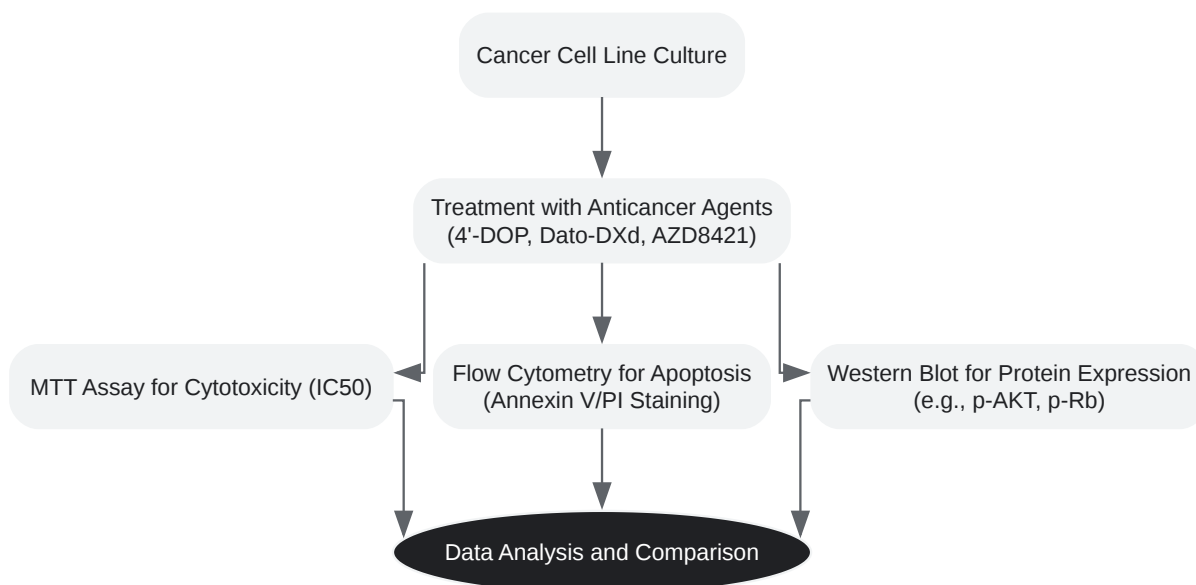 Cancer Cell Line Culture
Treatment with Anticancer Agents
(4'-DOP, Dato-DXd, AZD8421)
MTT Assay for Cytotoxicity (IC50)
Flow Cytometry for Apoptosis
(Annexin V/PI Staining)
Western Blot for Protein Expression
(e.g., p-AKT, p-Rb)
Data Analysis and Comparison